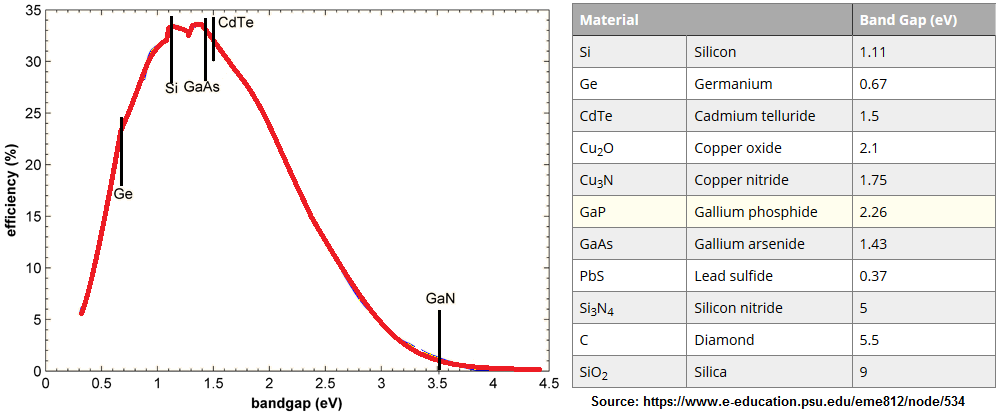 35
30
25
20
15
10
5
0
efficiency (%)
0 0.5 1 1.5 2 2.5 3 3.5 4 4.5
bandgap (eV)
Ge
Si
GaAs
CdTe
GaN
Material Band Gap (eV)
Si Silicon 1.11
Ge Germanium 0.67
CdTe Cadmium telluride 1.5
Cu₂O Copper oxide 2.1
Cu₃N Copper nitride 1.75
GaP Gallium phosphide 2.26
GaAs Gallium arsenide 1.43
PbS Lead sulfide 0.37
Si₃N₄ Silicon nitride 5
C Diamond 5.5
SiO₂ Silica 9
Source: https://www.e-education.psu.edu/eme812/node/534